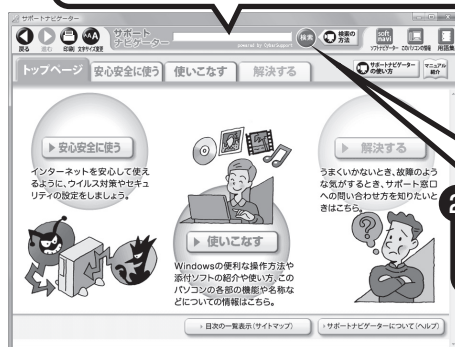 サポートナビゲーター
戻る
進む
印刷
文字サイズ変更
サポート
ナビゲーター
powered by CyberSupport
検索
検索の
方法
soft
navi
ソフトナビゲーター
このパソコンの情報
用語集
トップページ
安心安全に使う
使いこなす
解決する
サポートナビゲーター
の使い方
マニュアル
紹介
安心安全に使う
インターネットを安心して使え
るように、ウイルス対策やセキュ
リティの設定をしましょう。
使いこなす
Windowsの便利な操作方法や
添付ソフトの紹介や使い方、この
パソコンの各部の機能や名称な
どについての情報はこちら。
解決する
うまくいかないとき、故障のよう
な気がするとき、サポート窓口
への問い合わせ方を知りたいと
きはこちら。
2
目次の一覧表示(サイトマップ)
サポートナビゲーターについて(ヘルプ)